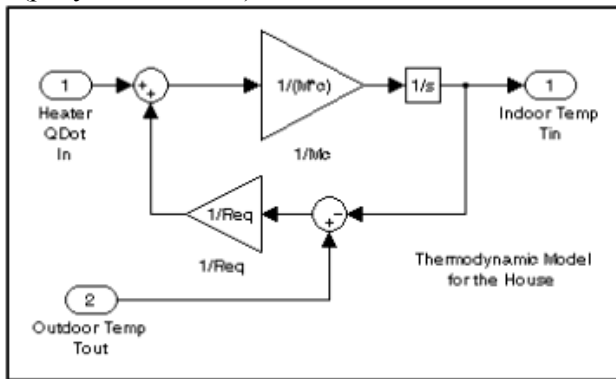 1
Heater
QDot
In
+
+
1/(M*c)
1/Mc
1/s
1
Indoor Temp
Tin
1/Req
1/Req
+
-
Thermodynamic Model
for the House
2
Outdoor Temp
Tout